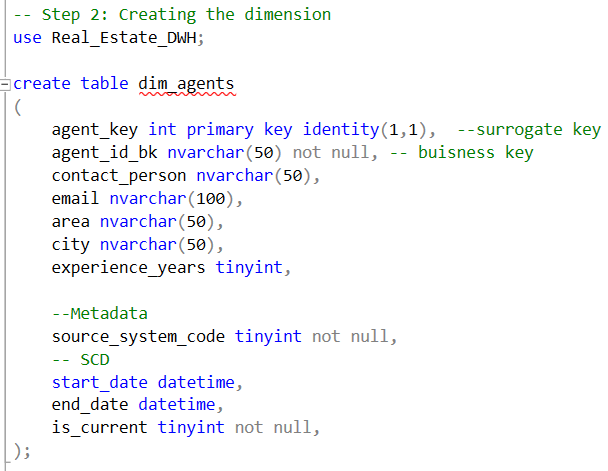 -- Step 2: Creating the dimension
use Real_Estate_DWH;
create table dim_agents
(
agent_key int primary key identity(1,1),  --surrogate key
agent_id_bk nvarchar(50) not null, -- buisness key
contact_person nvarchar(50),
email nvarchar(100),
area nvarchar(50),
city nvarchar(50),
experience_years tinyint,
--Metadata
source_system_code tinyint not null,
-- SCD
start_date datetime,
end_date datetime,
is_current tinyint not null,
);